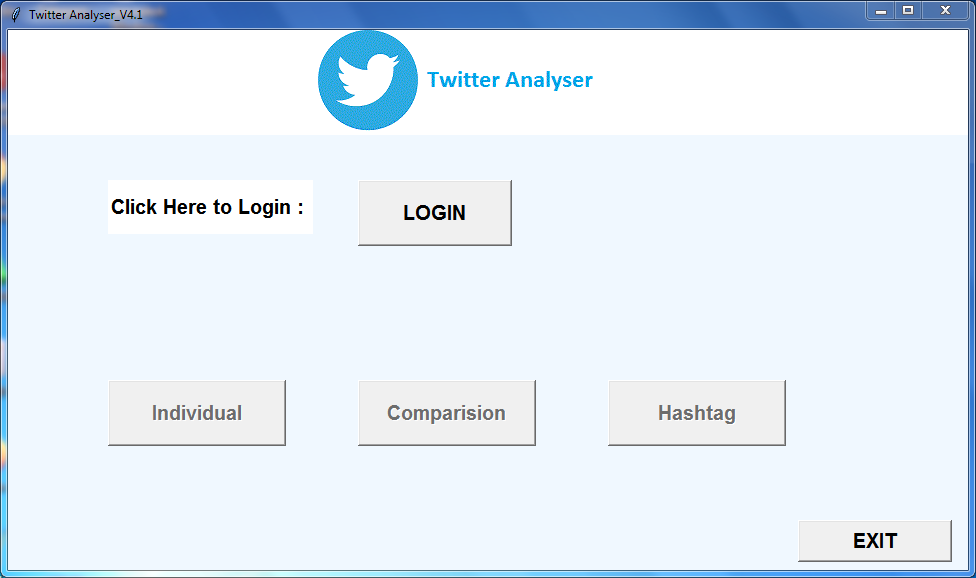 Twitter Analyser_V4.1
Twitter Analyser
Click Here to Login :
LOGIN
Individual
Comparision
Hashtag
EXIT